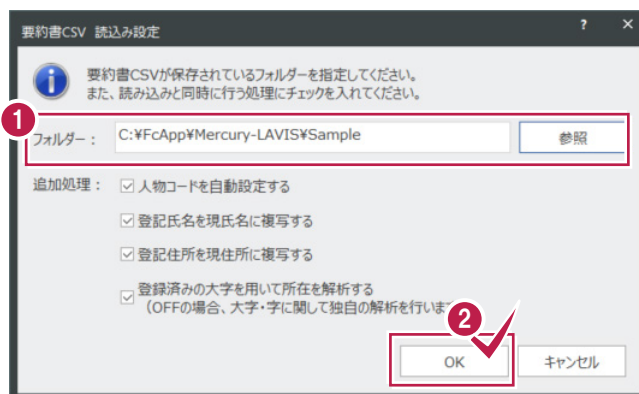 要約書CSV 読込み設定
? ×
要約書CSVが保存されているフォルダーを指定してください。
また、読み込みと同時に行う処理にチェックを入れてください。
1
フォルダー： C:¥FcApp¥Mercury-LAVIS¥Sample 参照
追加処理： 人物コードを自動設定する
登記氏名を現氏名に複写する
登記住所を現住所に複写する
登録済みの大字を用いて所在を解析する
（OFFの場合、大字・字に関して独自の解析を行いま
2
OK キャンセル